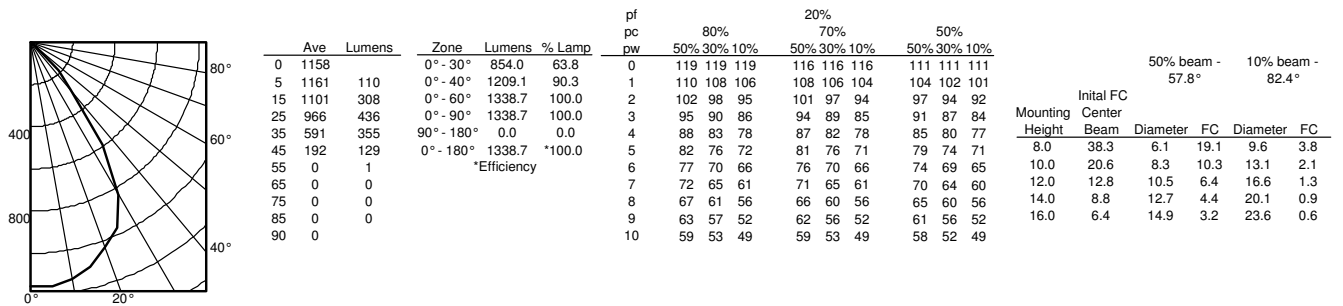 400
800
0°
20°
40°
60°
80°
Ave Lumens
0 1158
5 1161 110
15 1101 308
25 966 436
35 591 355
45 192 129
55 0 1
65 0 0
75 0 0
85 0 0
90 0
Zone Lumens % Lamp
0° - 30° 854.0 63.8
0° - 40° 1209.1 90.3
0° - 60° 1338.7 100.0
0° - 90° 1338.7 100.0
90° - 180° 0.0 0.0
0° - 180° 1338.7 *100.0
*Efficiency
pf 20%
pc 80% 70% 50%
pw 50% 30% 10% 50% 30% 10% 50% 30% 10%
0 119 119 119 116 116 116 111 111 111
1 110 108 106 108 106 104 104 102 101
2 102 98 95 101 97 94 97 94 92
3 95 90 86 94 89 85 91 87 84
4 88 83 78 87 82 78 85 80 77
5 82 76 72 81 76 71 79 74 71
6 77 70 66 76 70 66 74 69 65
7 72 65 61 71 65 61 70 64 60
8 67 61 56 66 60 56 65 60 56
9 63 57 52 62 56 52 61 56 52
10 59 53 49 59 53 49 58 52 49
50% beam - 10% beam -
57.8° 82.4°
Inital FC
Mounting Center
Height Beam Diameter FC Diameter FC
8.0 38.3 6.1 19.1 9.6 3.8
10.0 20.6 8.3 10.3 13.1 2.1
12.0 12.8 10.5 6.4 16.6 1.3
14.0 8.8 12.7 4.4 20.1 0.9
16.0 6.4 14.9 3.2 23.6 0.6